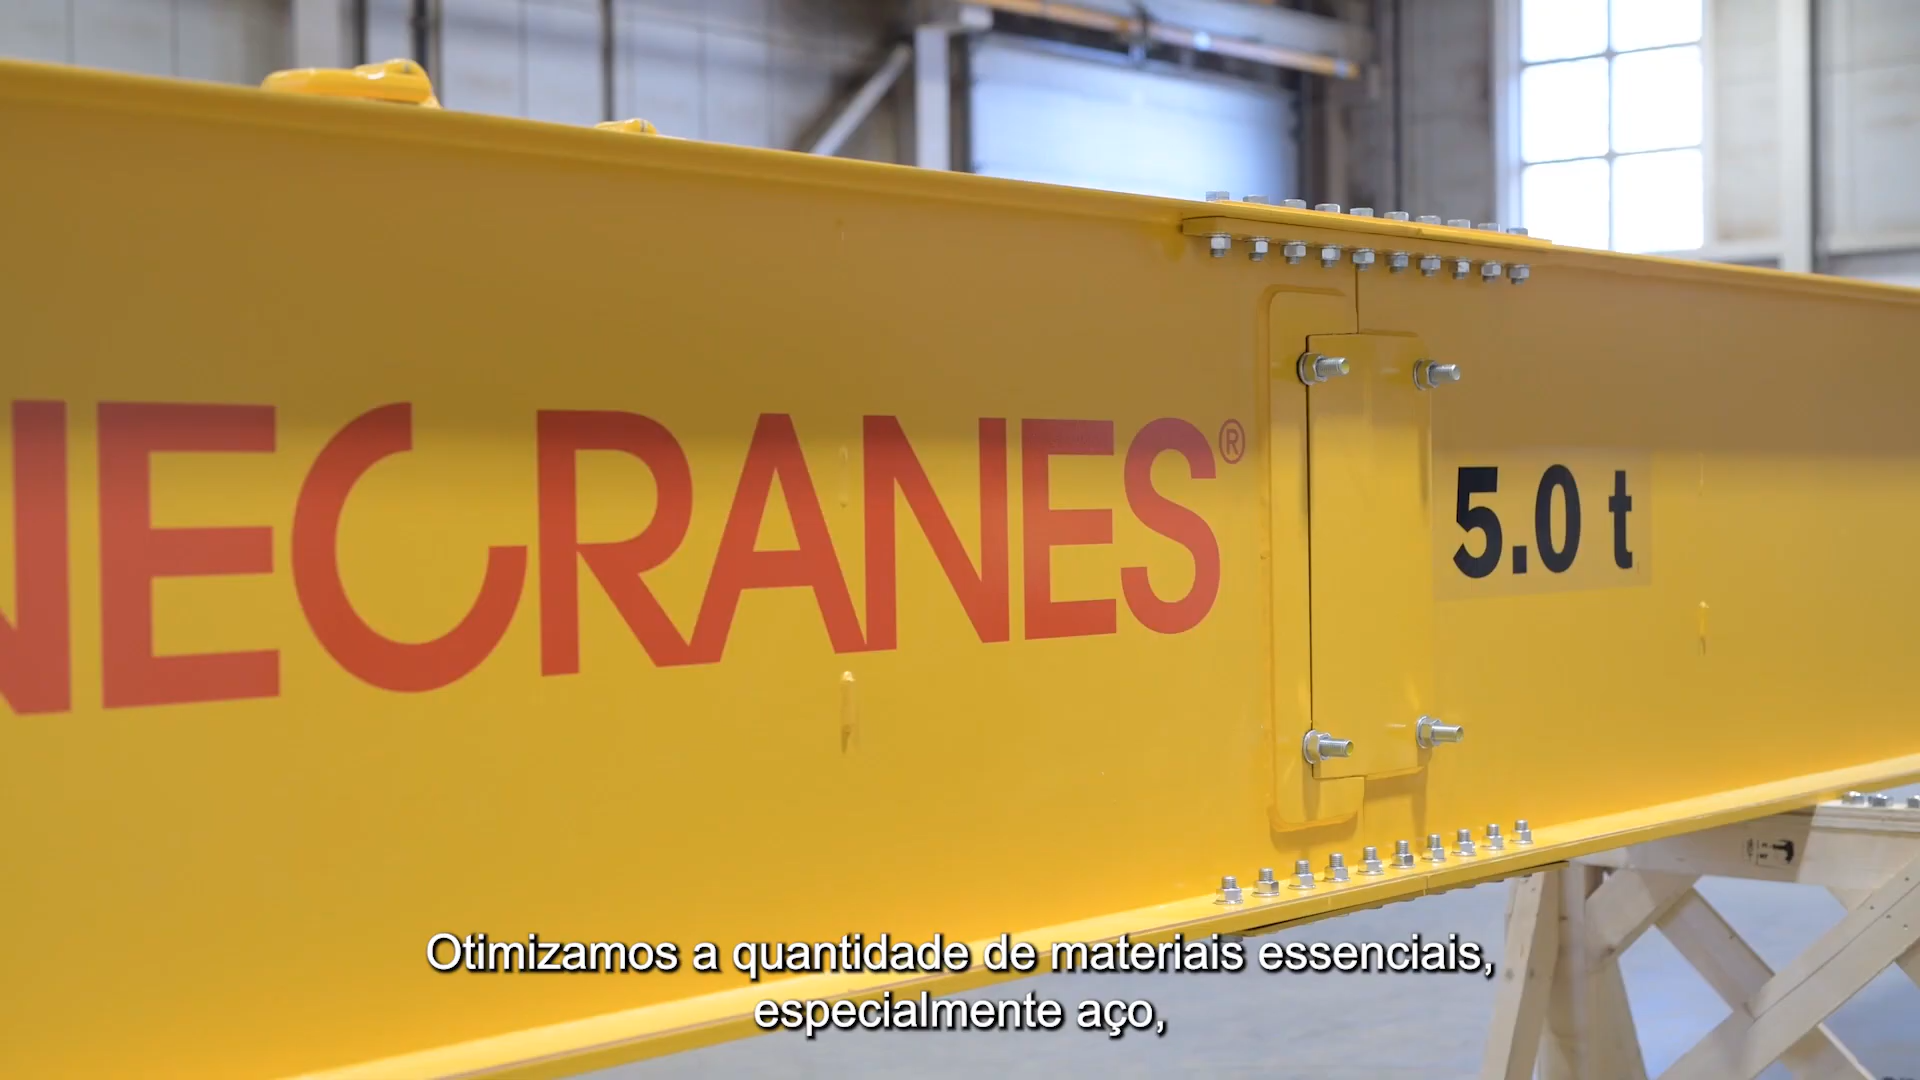 NECRANES®
5.0 t
Otimizamos a quantidade de materiais essenciais,
especialmente aço,